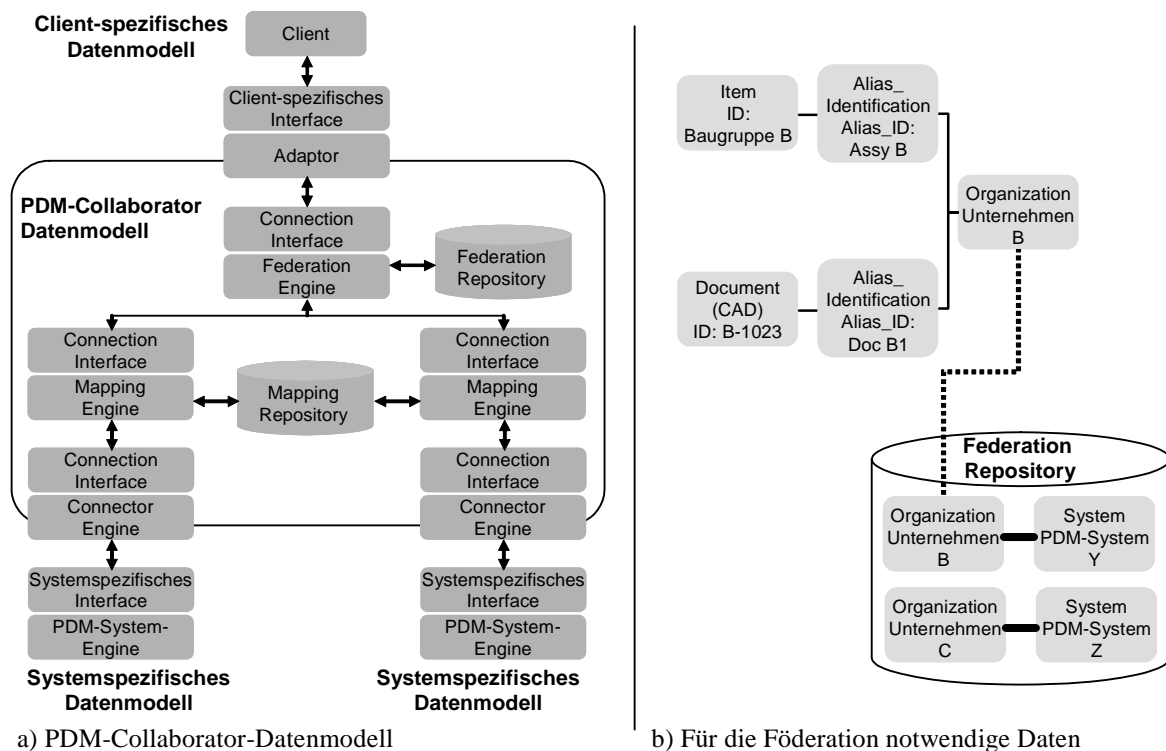 Client-spezifisches
Datenmodell
Client
Client-spezifisches
Interface
Adaptor
PDM-Collaborator
Datenmodell
Connection
Interface
Federation
Engine
Federation
Repository
Connection
Interface
Mapping
Engine
Mapping
Repository
Connection
Interface
Mapping
Engine
Connection
Interface
Connector
Engine
Connection
Interface
Connector
Engine
Systemspezifisches
Interface
PDM-System-
Engine
Systemspezifisches
Interface
PDM-System-
Engine
Systemspezifisches
Datenmodell
Systemspezifisches
Datenmodell
a) PDM-Collaborator-Datenmodell
Item
ID:
Baugruppe B
Alias_
Identification
Alias_ID:
Assy B
Organization
Unternehmen
B
Document
(CAD)
ID: B-1023
Alias_
Identification
Alias_ID:
Doc B1
Federation
Repository
Organization
Unternehmen
B
System
PDM-System
Y
Organization
Unternehmen
C
System
PDM-System
Z
b) Für die Föderation notwendige Daten